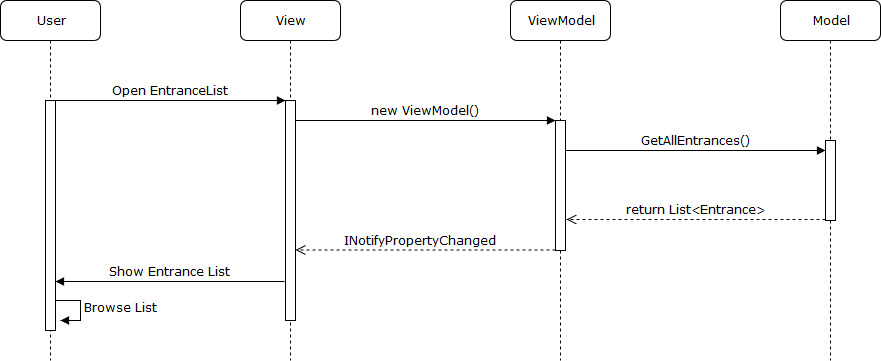 User
View
ViewModel
Model
Open EntranceList
new ViewModel()
GetAllEntrances()
return List<Entrance>
INotifyPropertyChanged
Show Entrance List
Browse List